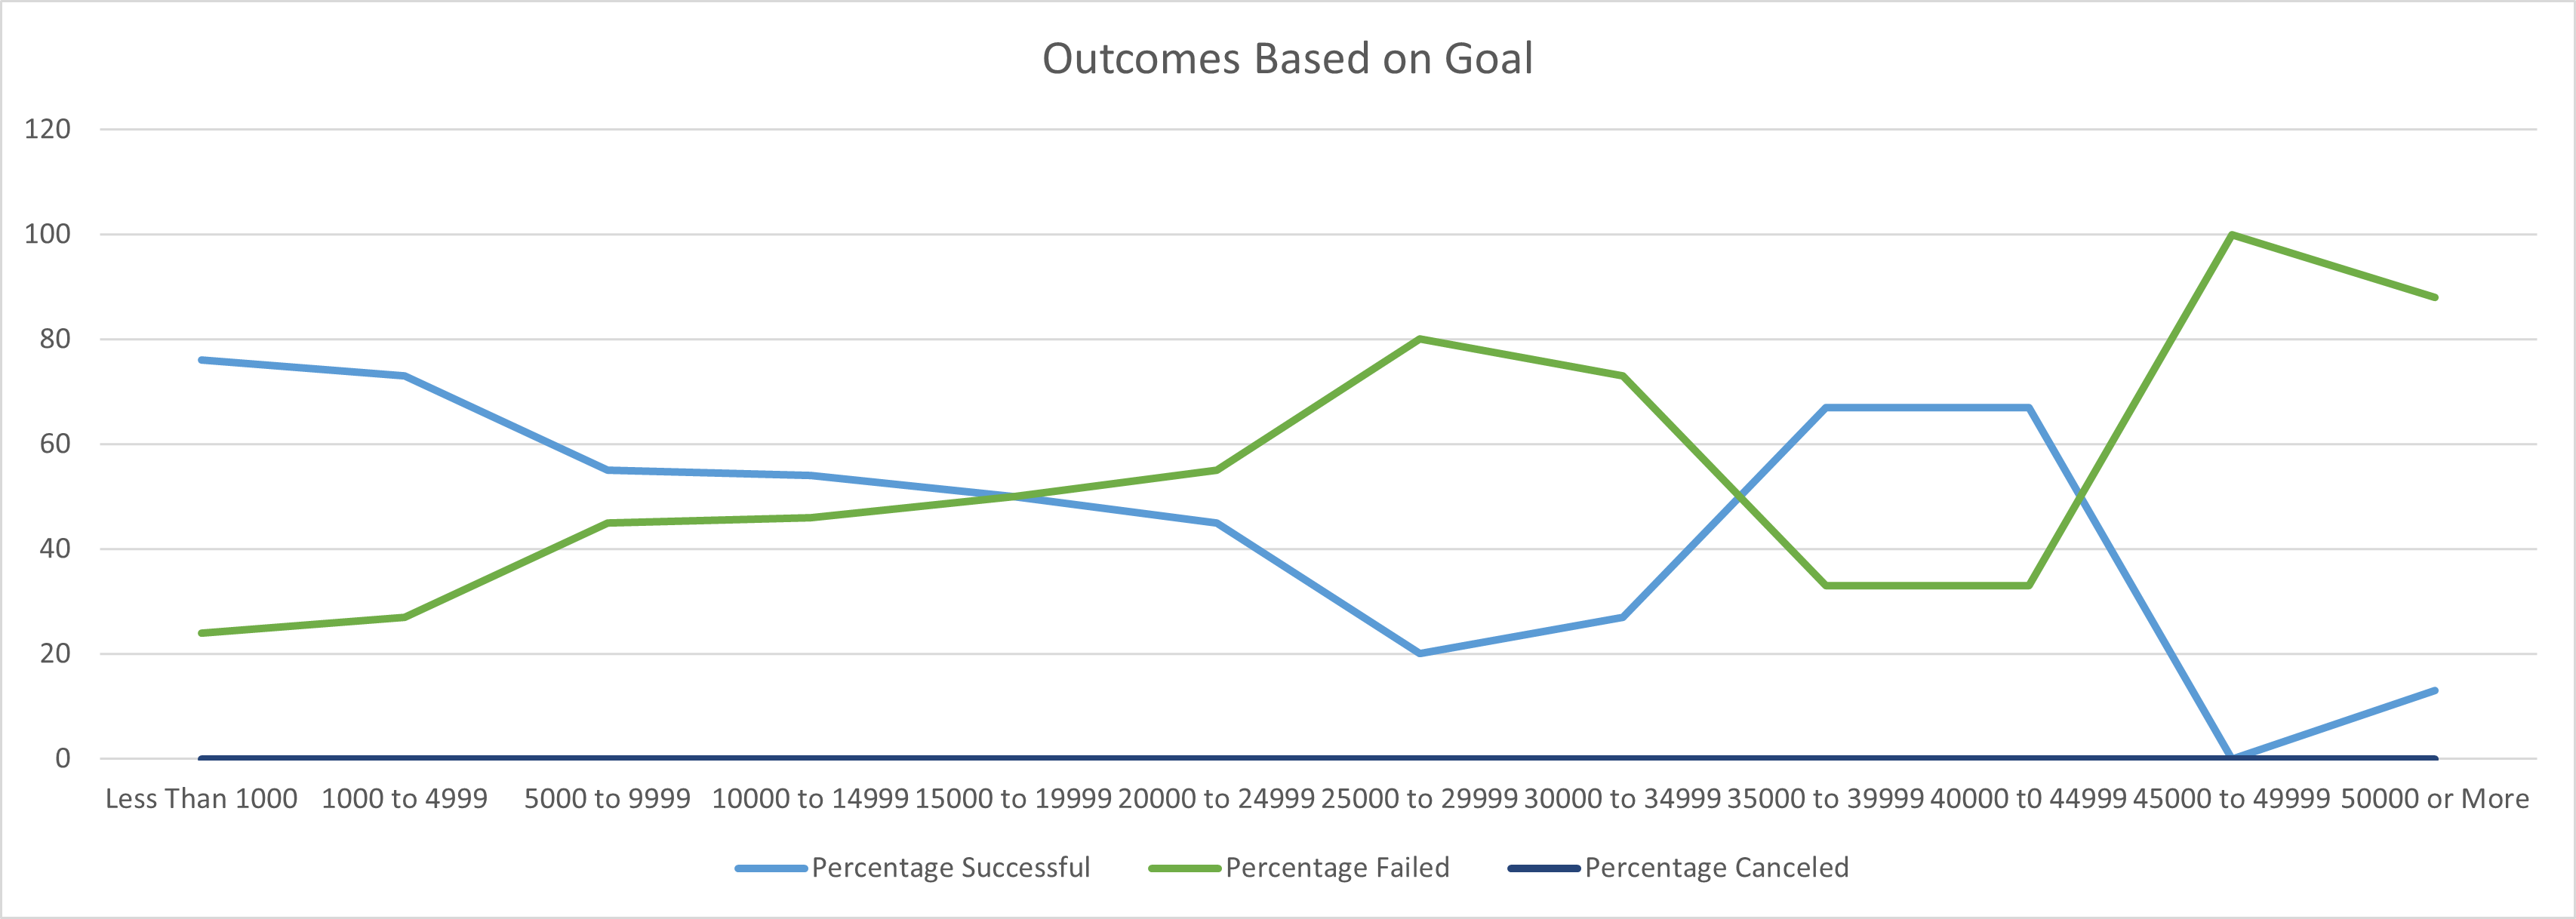 Outcomes Based on Goal
120
100
80
60
40
20
0
Less Than 1000 1000 to 4999 5000 to 9999 10000 to 14999 15000 to 19999 20000 to 24999 25000 to 29999 30000 to 34999 35000 to 39999 40000 t0 44999 45000 to 49999 50000 or More
Percentage Successful Percentage Failed Percentage Canceled